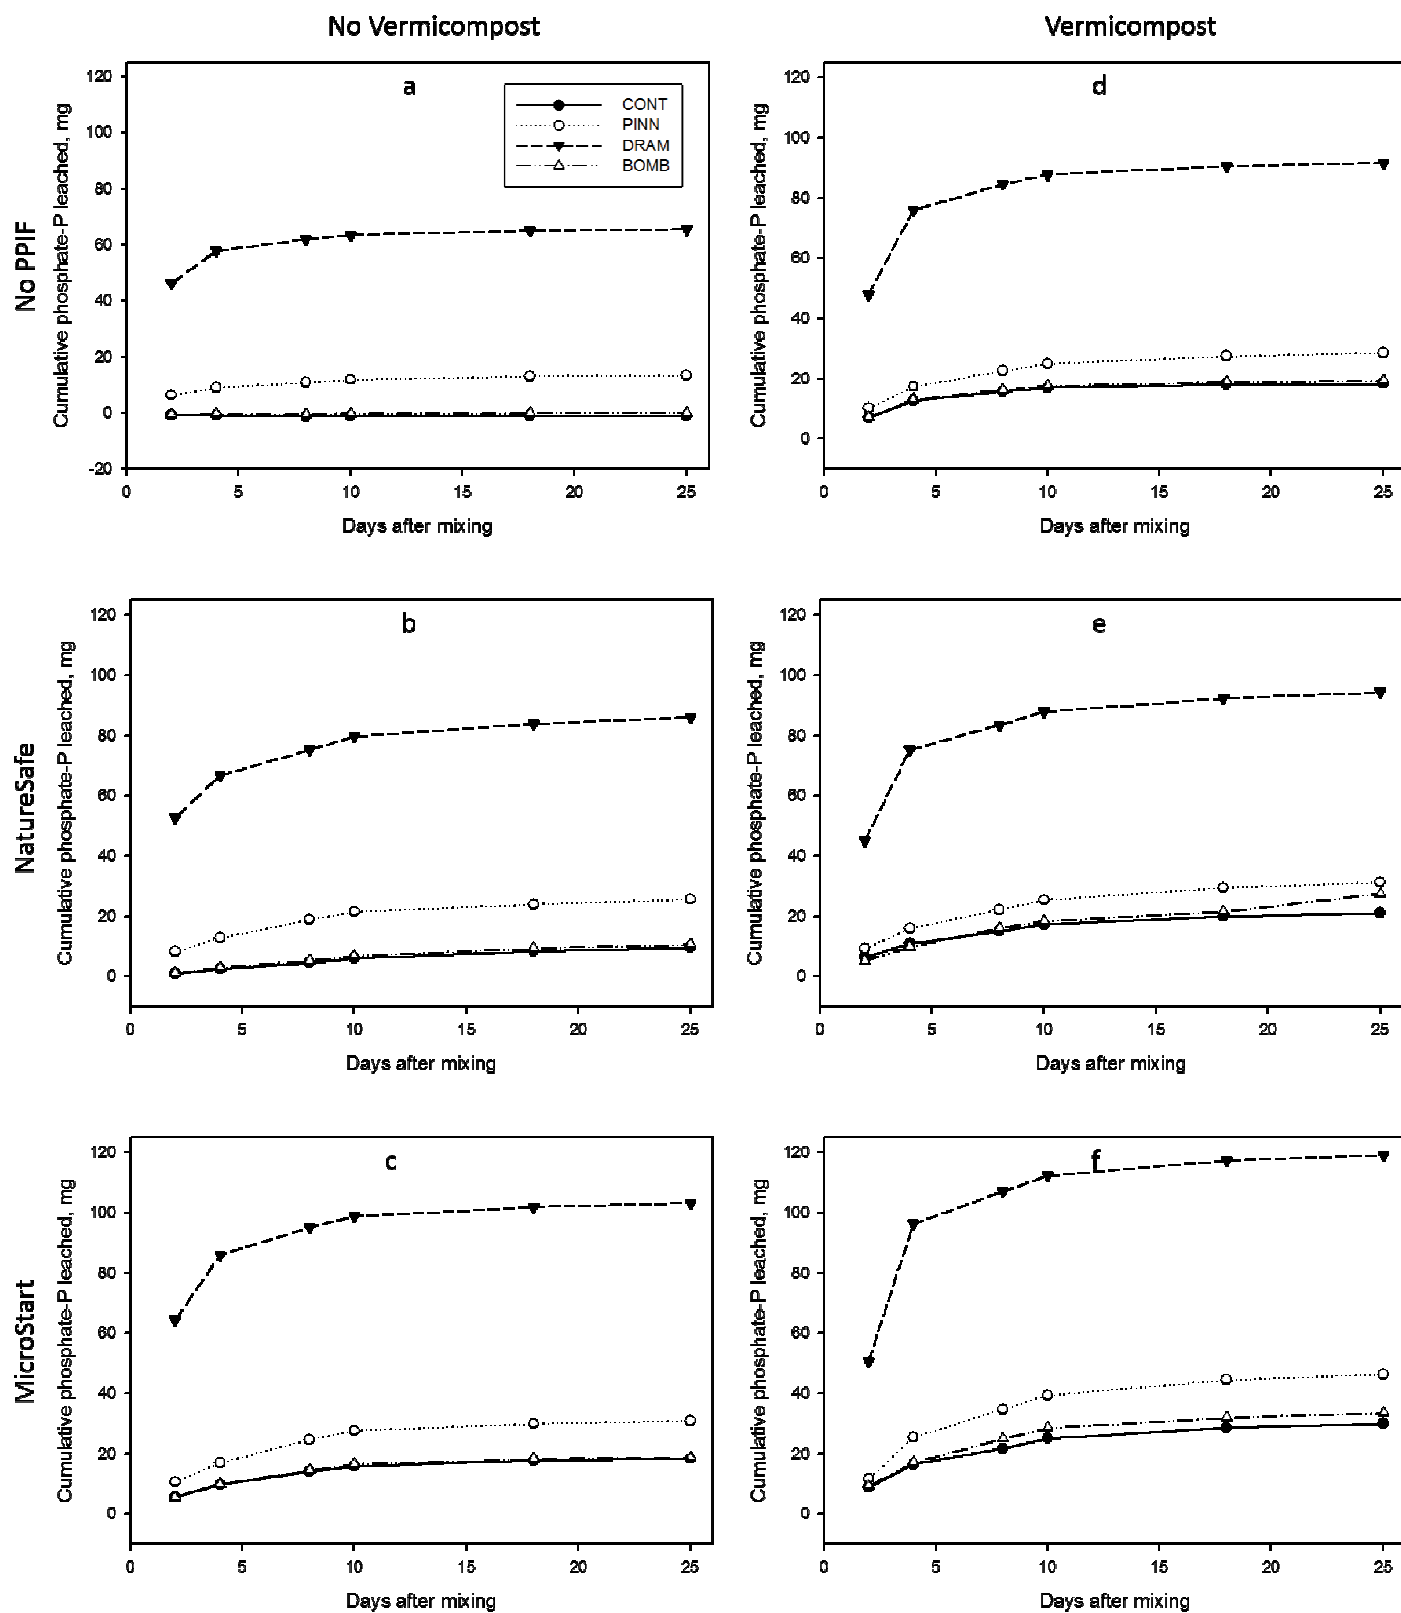 No Vermicompost
Vermicompost
No PPIF
Cumulative phosphate-P leached, mg
120
100
80
60
40
20
0
-20
a
CONT
PINN
DRAM
BOMB
0 5 10 15 20 25
Days after mixing
Cumulative phosphate-P leached, mg
120
100
80
60
40
20
0
d
0 5 10 15 20 25
Days after mixing
NatureSafe
Cumulative phosphate-P leached, mg
120
100
80
60
40
20
0
b
0 5 10 15 20 25
Days after mixing
Cumulative phosphate-P leached, mg
120
100
80
60
40
20
0
e
0 5 10 15 20 25
Days after mixing
MicroStart
Cumulative phosphate-P leached, mg
120
100
80
60
40
20
0
c
0 5 10 15 20 25
Days after mixing
Cumulative phosphate-P leached, mg
120
100
80
60
40
20
0
f
0 5 10 15 20 25
Days after mixing